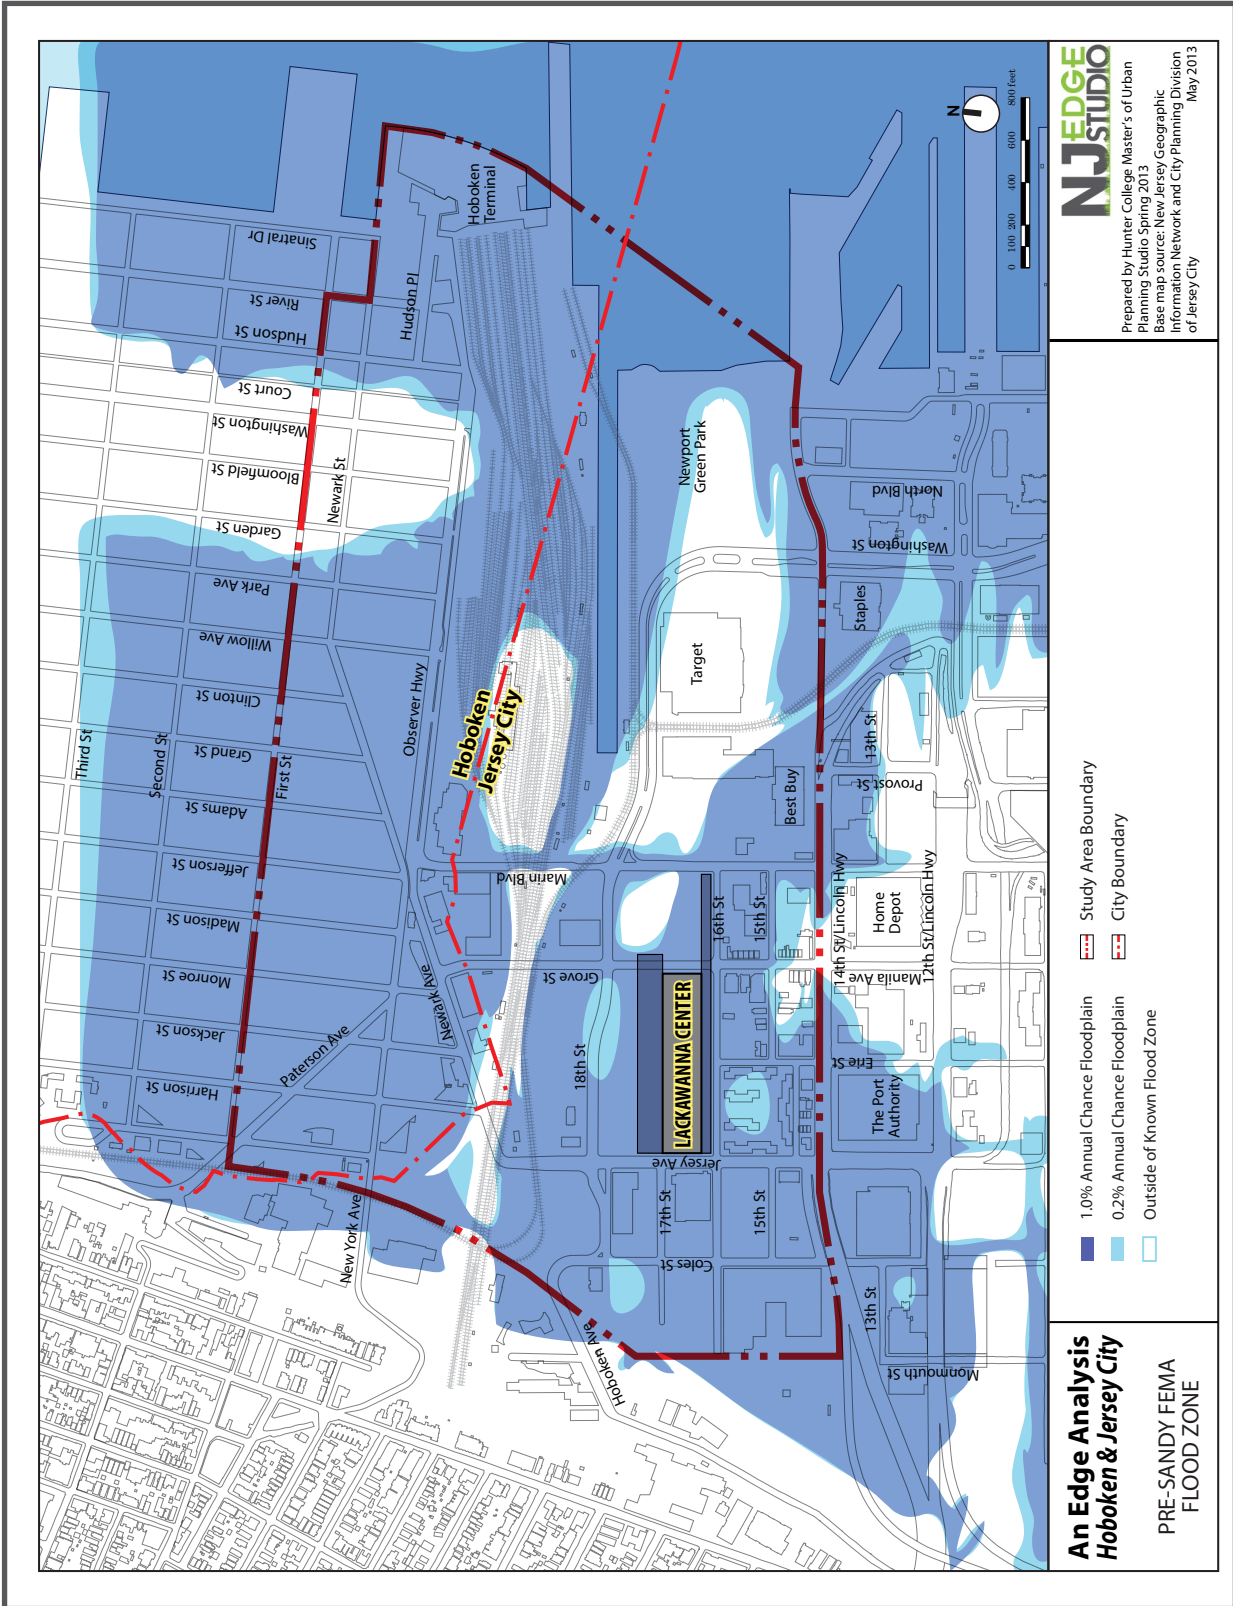 Third St
Second St
First St
Sinatral Dr
River St
Hudson St
Court St
Washington St
Bloomfield St
Garden St
Park Ave
Willow Ave
Clinton St
Grand St
Adams St
Jefferson St
Madison St
Monroe St
Jackson St
Harrison St
Newark St
Hudson Pl
Hoboken
Terminal
Observer Hwy
Paterson Ave
Newark Ave
New York Ave
Hoboken
Jersey City
Marin Blvd
Grove St
18th St
LACKAWANNA CENTER
Jersey Ave
17th St
16th St
15th St
15th St
Coles St
Hoboken Ave
Newport
Green Park
Target
Best Buy
Staples
North Blvd
Washington St
13th St
Provost St
14th St/Lincoln Hwy
Home
Depot
Manila Ave
12th St/Lincoln Hwy
Erie St
The Port
Authority
13th St
Monmouth St
N
0 100 200 400 600 800 feet
An Edge Analysis
Hoboken & Jersey City
PRE-SANDY FEMA
FLOOD ZONE
1.0% Annual Chance Floodplain
0.2% Annual Chance Floodplain
Outside of Known Flood Zone
Study Area Boundary
City Boundary
NJ EDGE
STUDIO
Prepared by Hunter College Master's of Urban
Planning Studio Spring 2013
Base map source: New Jersey Geographic
Information Network and City Planning Division
of Jersey City
May 2013